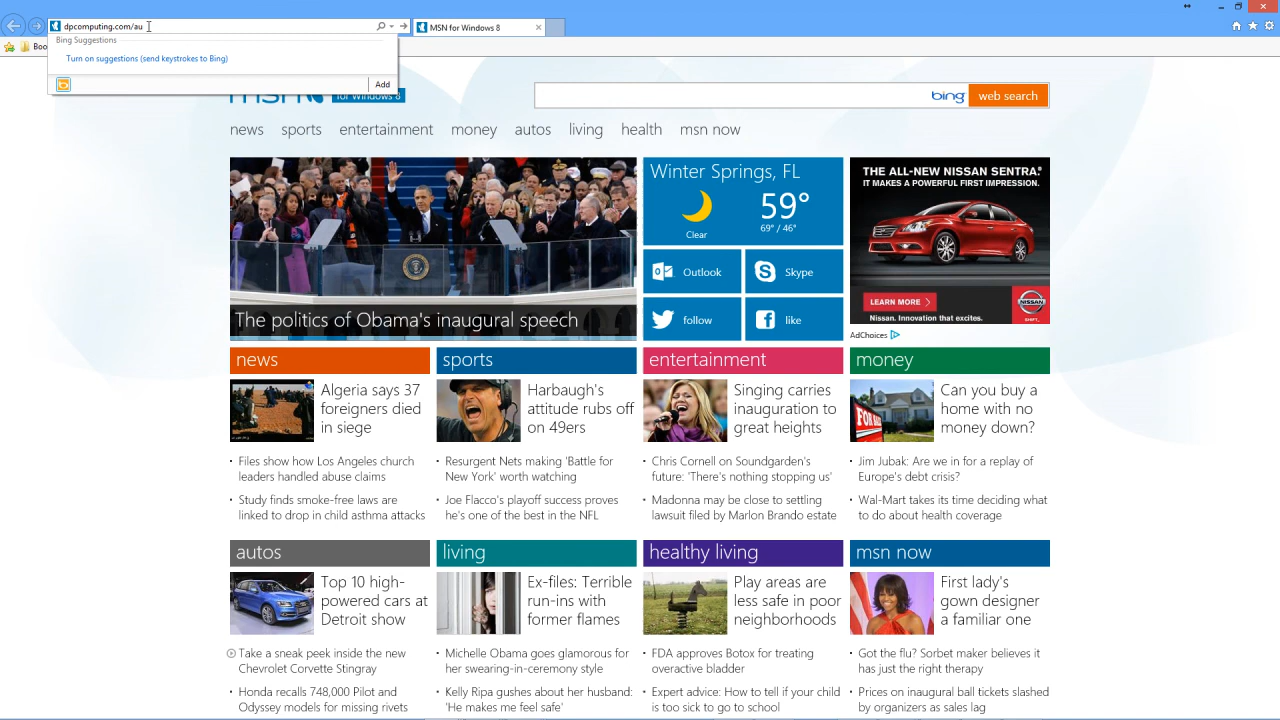 dpcomputing.com/au
MSN for Windows 8
Bing Suggestions
Turn on suggestions (send keystrokes to Bing)
Add
msn for Windows 8
bing web search
news sports entertainment money autos living health msn now
The politics of Obama's inaugural speech
Winter Springs, FL
59°
69° / 46°
Clear
Outlook
Skype
follow
like
THE ALL-NEW NISSAN SENTRA.®
IT MAKES A POWERFUL FIRST IMPRESSION.
LEARN MORE
NISSAN
Nissan. Innovation that excites.
SHIFT_
AdChoices
news
Algeria says 37
foreigners died
in siege
Files show how Los Angeles church
leaders handled abuse claims
Study finds smoke-free laws are
linked to drop in child asthma attacks
sports
Harbaugh's
attitude rubs off
on 49ers
Resurgent Nets making 'Battle for
New York' worth watching
Joe Flacco's playoff success proves
he's one of the best in the NFL
entertainment
Singing carries
inauguration to
great heights
Chris Cornell on Soundgarden's
future: 'There's nothing stopping us'
Madonna may be close to settling
lawsuit filed by Marlon Brando estate
money
FOR SALE
Can you buy a
home with no
money down?
Jim Jubak: Are we in for a replay of
Europe's debt crisis?
Wal-Mart takes its time deciding what
to do about health coverage
autos
Top 10 high-
powered cars at
Detroit show
Take a sneak peek inside the new
Chevrolet Corvette Stingray
Honda recalls 748,000 Pilot and
Odyssey models for missing rivets
living
Ex-files: Terrible
run-ins with
former flames
Michelle Obama goes glamorous for
her swearing-in-ceremony style
Kelly Ripa gushes about her husband:
'He makes me feel safe'
healthy living
Play areas are
less safe in poor
neighborhoods
FDA approves Botox for treating
overactive bladder
Expert advice: How to tell if your child
is too sick to go to school
msn now
First lady's
gown designer
a familiar one
Got the flu? Sorbet maker believes it
has just the right therapy
Prices on inaugural ball tickets slashed
by organizers as sales lag